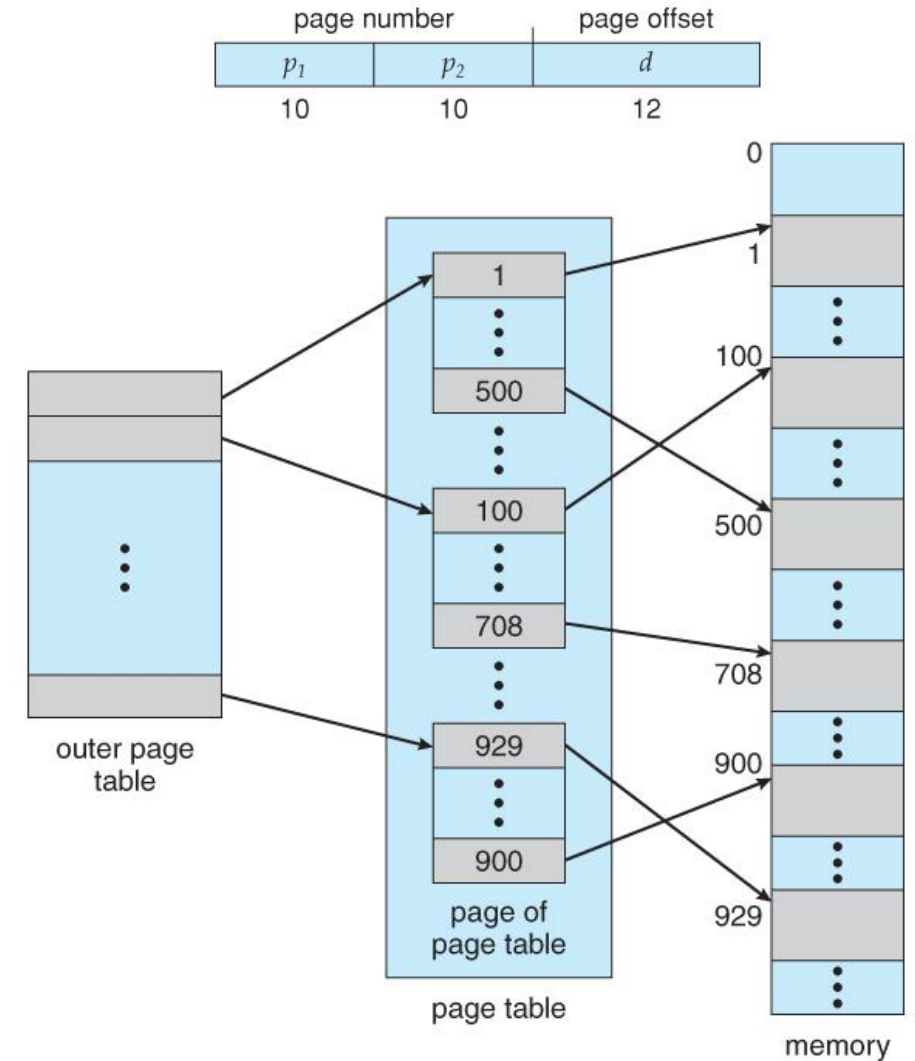 page number page offset
p1 p2 d
10 10 12
0
1
1
100
500
500
100
708
708
929
900
900
929
outer page
table
page of
page table
page table
memory